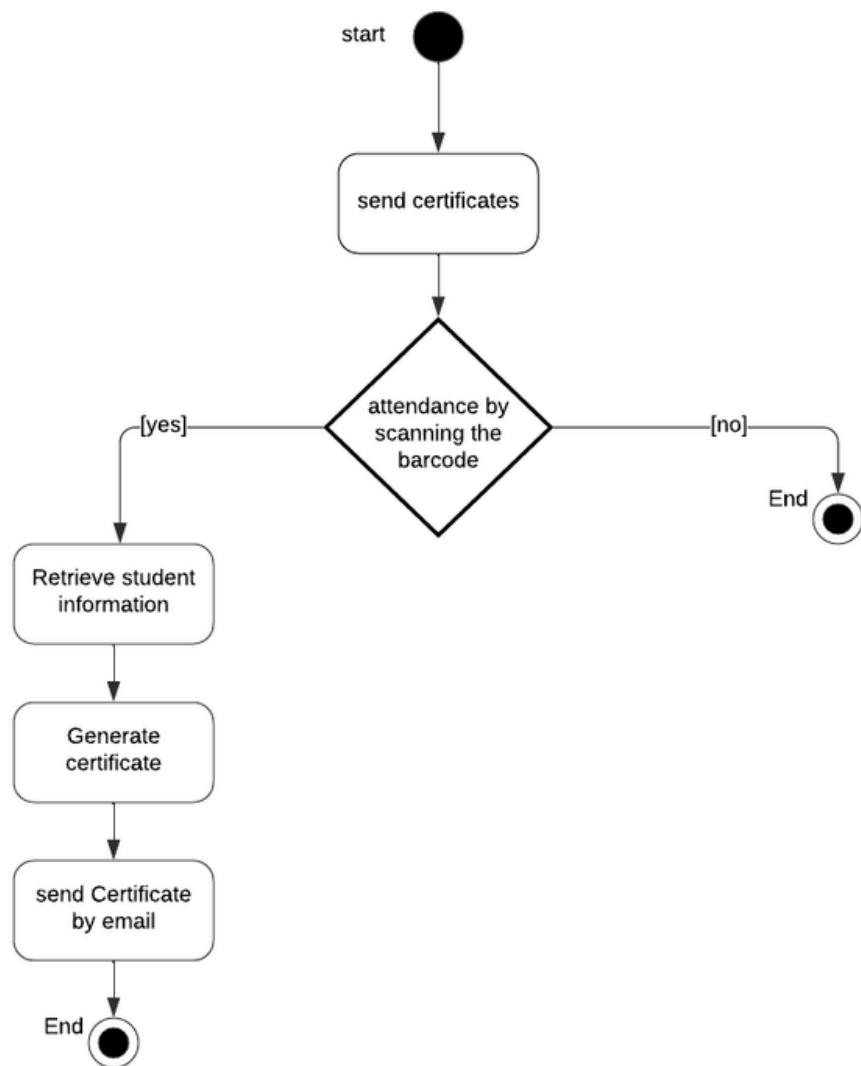 start
send certificates
attendance by
scanning the
barcode
[yes]
[no]
End
Retrieve student
information
Generate
certificate
send Certificate
by email
End